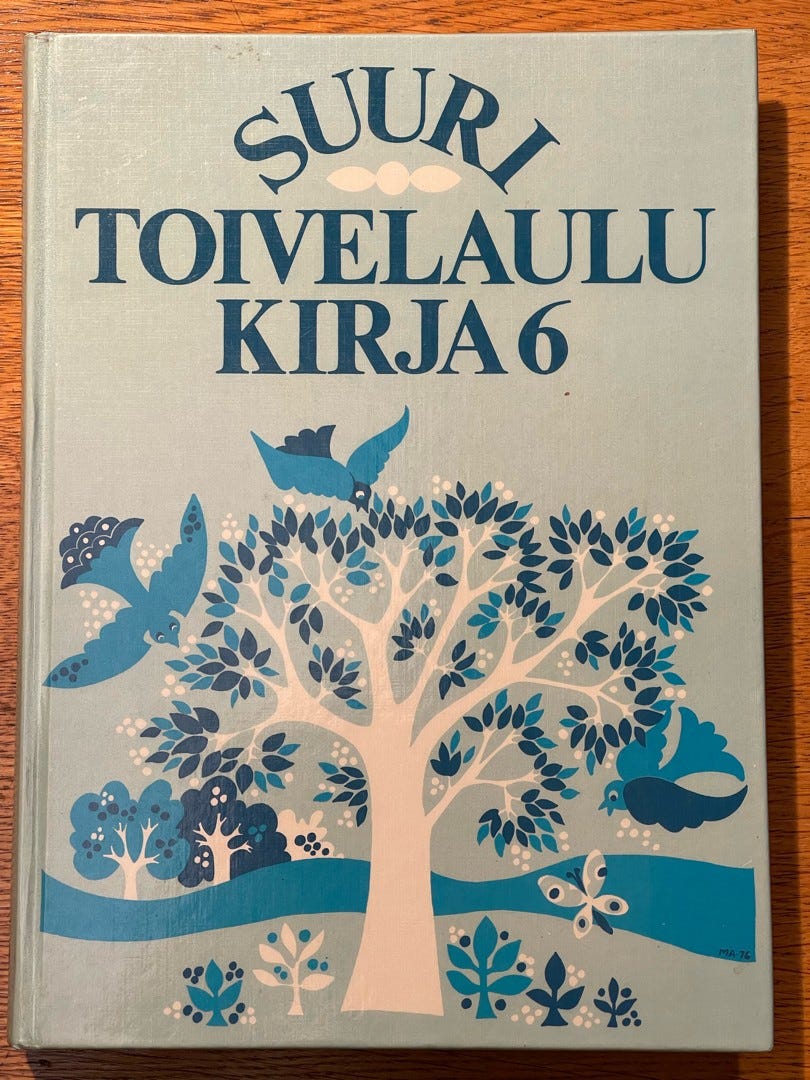 SUURI
TOIVELAULU
KIRJA 6
MA-76